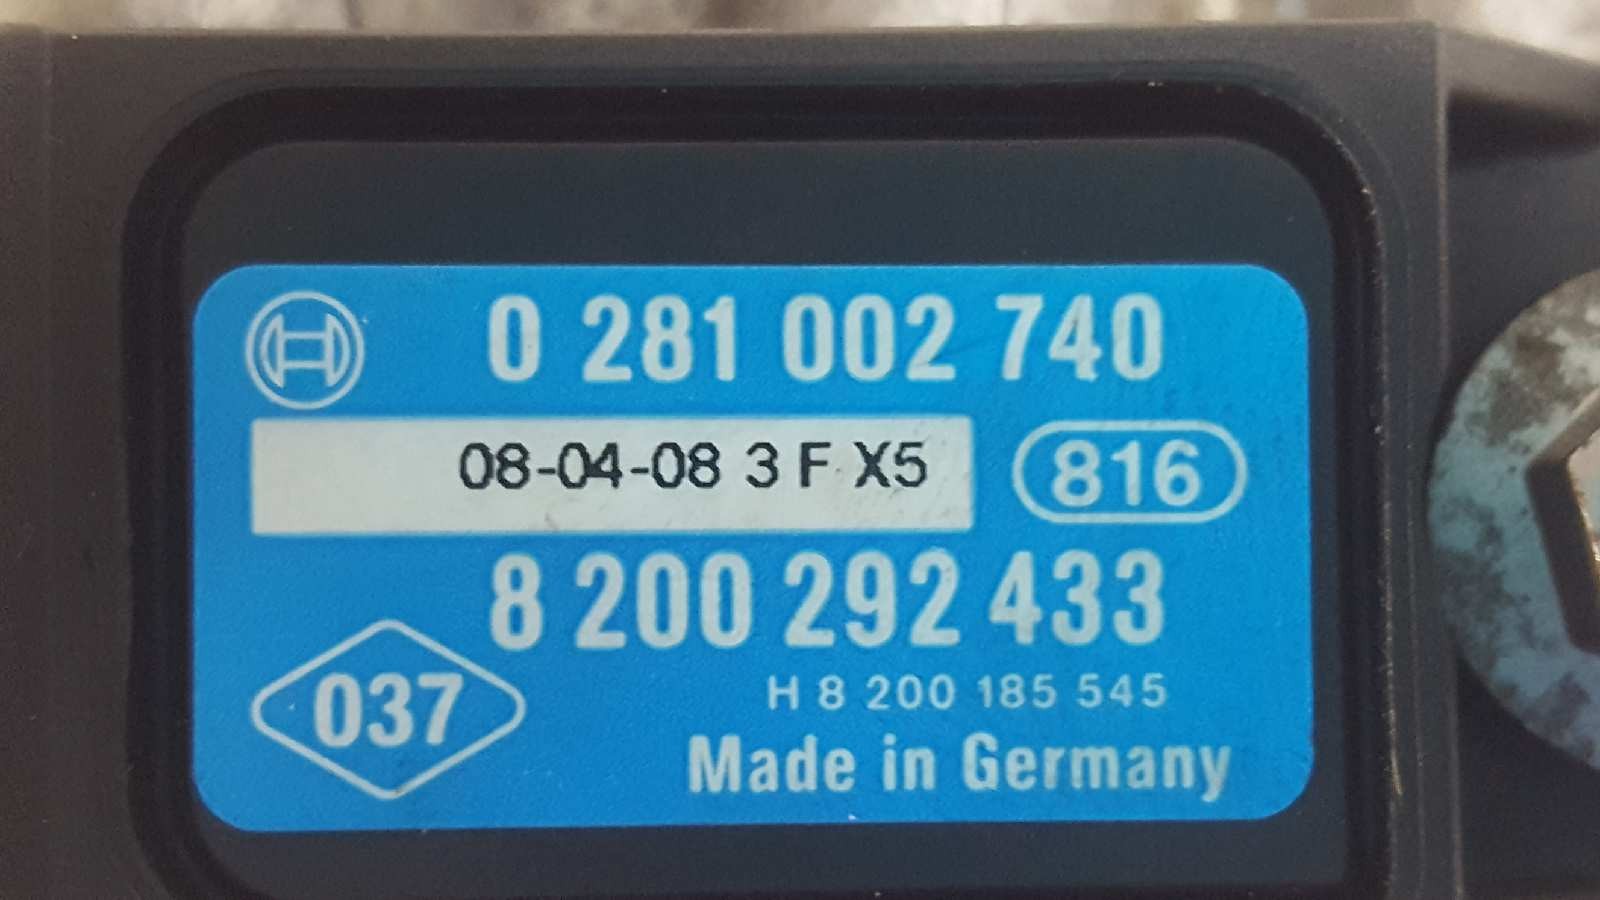 0 281 002 740
08-04-08 3 F X5
816
8 200 292 433
037
H 8 200 185 545
Made in Germany